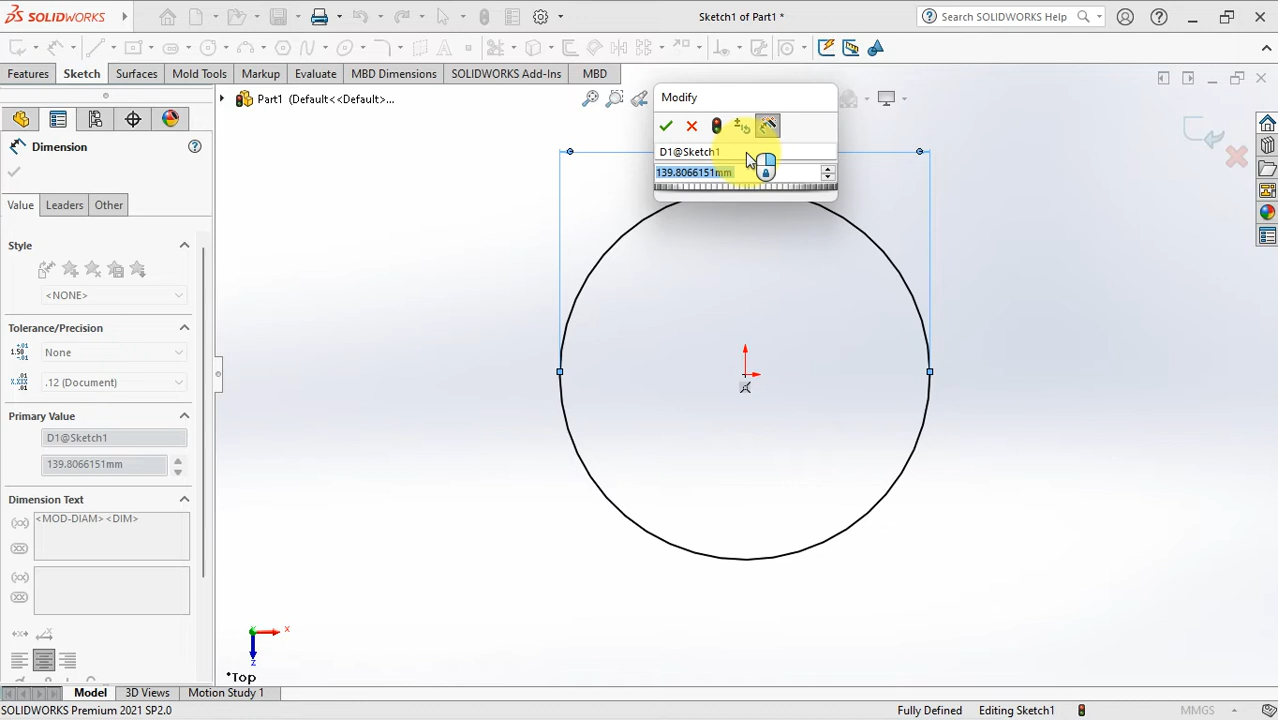 SOLIDWORKS
Sketch1 of Part1 *
Search SOLIDWORKS Help
Features
Sketch
Surfaces
Mold Tools
Markup
Evaluate
MBD Dimensions
SOLIDWORKS Add-Ins
MBD
Part1 (Default<<Default>...
Modify
D1@Sketch1
139.8066151mm
Dimension
Value
Leaders
Other
Style
<NONE>
Tolerance/Precision
None
.12 (Document)
Primary Value
D1@Sketch1
139.8066151mm
Dimension Text
<MOD-DIAM> <DIM>
x
z
*Top
Model
3D Views
Motion Study 1
SOLIDWORKS Premium 2021 SP2.0
Fully Defined
Editing Sketch1
MMGS